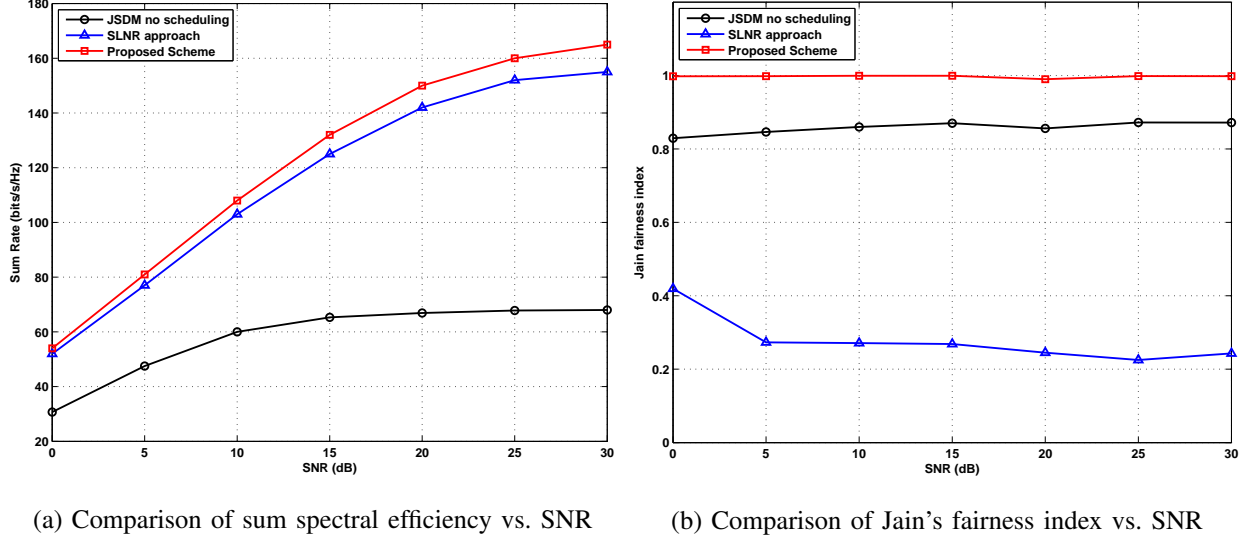 180
160
140
120
100
80
60
40
20
0
5
10
15
20
25
30
Sum Rate (bits/s/Hz)
SNR (dB)
JSDM no scheduling
SLNR approach
Proposed Scheme
(a) Comparison of sum spectral efficiency vs. SNR
1
0.8
0.6
0.4
0.2
0
0
5
10
15
20
25
30
Jain fairness index
SNR (dB)
JSDM no scheduling
SLNR approach
Proposed Scheme
(b) Comparison of Jain's fairness index vs. SNR